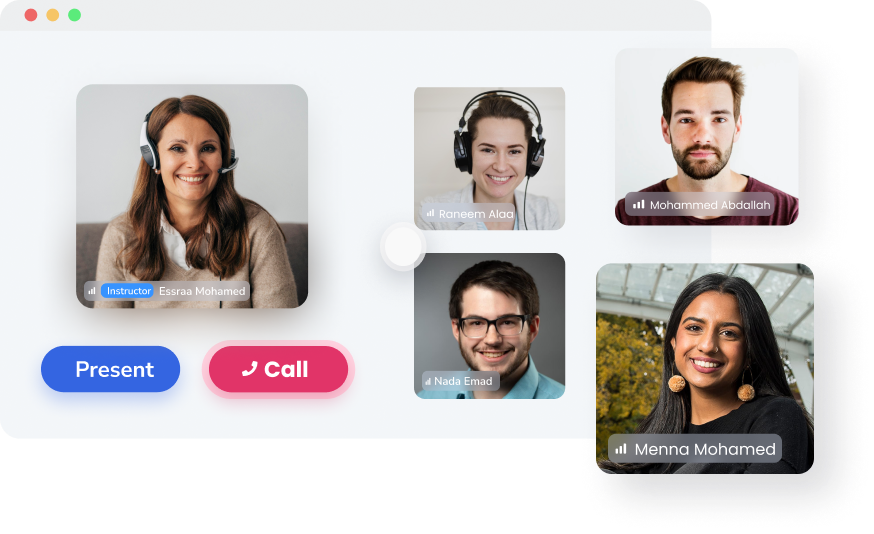 Instructor Essraa Mohamed
Present
Call
Raneem Alaa
Nada Emad
Mohammed Abdallah
Menna Mohamed